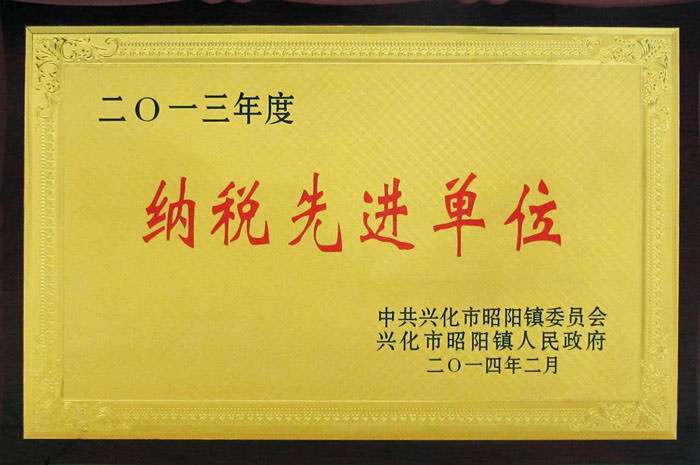 二〇一三年度
纳税先进单位
中共兴化市昭阳镇委员会
兴化市昭阳镇人民政府
二〇一四年二月